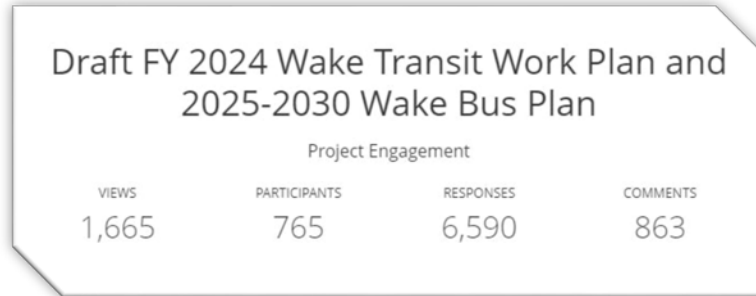 Draft FY 2024 Wake Transit Work Plan and
2025-2030 Wake Bus Plan
Project Engagement
VIEWS PARTICIPANTS RESPONSES COMMENTS
1,665 765 6,590 863